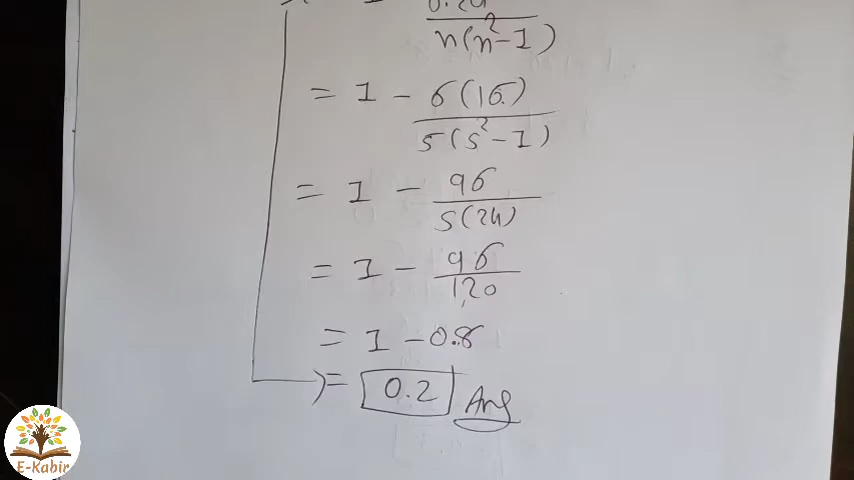 n(n²-1)
= 1 - 6(16)
5(5²-1)
= 1 - 96
5(24)
= 1 - 96
120
= 1 - 0.8
= 0.2 Ans
E-Kabir